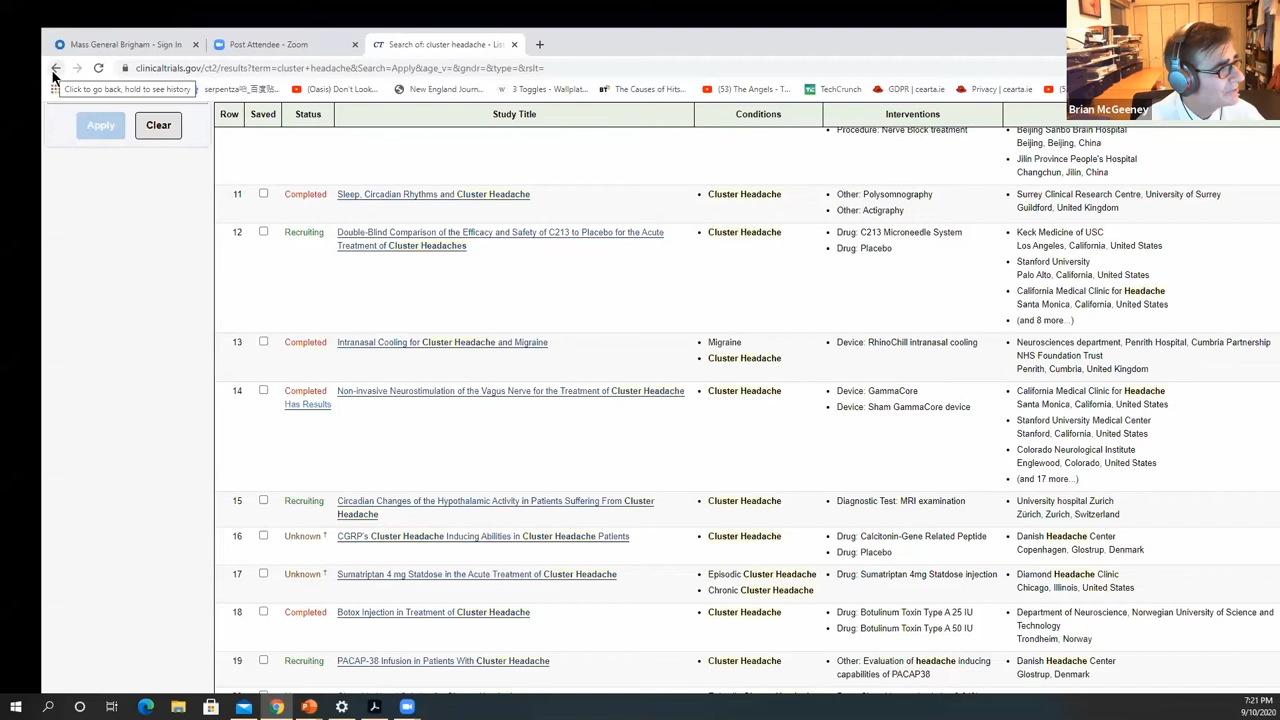 Mass General Brigham - Sign In
Post Attendee - Zoom
CT Search of: cluster headache - Lis
clinicaltrials.gov/ct2/results?term=cluster+headache&Search=Apply&age_v=&gndr=&type=&rslt=
Click to go back, hold to see history
serpentza吧_百度贴...
(Oasis) Don't Look...
New England Journ...
3 Toggles - Wallplat...
BT The Causes of Hits...
(53) The Angels - T...
TechCrunch
GDPR | cearta.ie
Privacy | cearta.ie
Brian McGeeney
Apply
Clear
Row Saved Status Study Title Conditions Interventions
Procedure: Nerve Block treatment
Beijing Sanbo Brain Hospital
Beijing, Beijing, China
Jilin Province People's Hospital
Changchun, Jilin, China
11 Completed Sleep, Circadian Rhythms and Cluster Headache
Cluster Headache
Other: Polysomnography
Other: Actigraphy
Surrey Clinical Research Centre, University of Surrey
Guildford, United Kingdom
12 Recruiting Double-Blind Comparison of the Efficacy and Safety of C213 to Placebo for the Acute
Treatment of Cluster Headaches
Cluster Headache
Drug: C213 Microneedle System
Drug: Placebo
Keck Medicine of USC
Los Angeles, California, United States
Stanford University
Palo Alto, California, United States
California Medical Clinic for Headache
Santa Monica, California, United States
(and 8 more...)
13 Completed Intranasal Cooling for Cluster Headache and Migraine
Migraine
Cluster Headache
Device: RhinoChill intranasal cooling
Neurosciences department, Penrith Hospital, Cumbria Partnership
NHS Foundation Trust
Penrith, Cumbria, United Kingdom
14 Completed
Has Results
Non-invasive Neurostimulation of the Vagus Nerve for the Treatment of Cluster Headache
Cluster Headache
Device: GammaCore
Device: Sham GammaCore device
California Medical Clinic for Headache
Santa Monica, California, United States
Stanford University Medical Center
Stanford, California, United States
Colorado Neurological Institute
Englewood, Colorado, United States
(and 17 more...)
15 Recruiting Circadian Changes of the Hypothalamic Activity in Patients Suffering From Cluster
Headache
Cluster Headache
Diagnostic Test: MRI examination
University hospital Zurich
Zürich, Zurich, Switzerland
16 Unknown † CGRP's Cluster Headache Inducing Abilities in Cluster Headache Patients
Cluster Headache
Drug: Calcitonin-Gene Related Peptide
Drug: Placebo
Danish Headache Center
Copenhagen, Glostrup, Denmark
17 Unknown † Sumatriptan 4 mg Statdose in the Acute Treatment of Cluster Headache
Episodic Cluster Headache
Chronic Cluster Headache
Drug: Sumatriptan 4mg Statdose injection
Diamond Headache Clinic
Chicago, Illinois, United States
18 Completed Botox Injection in Treatment of Cluster Headache
Cluster Headache
Drug: Botulinum Toxin Type A 25 IU
Drug: Botulinum Toxin Type A 50 IU
Department of Neuroscience, Norwegian University of Science and
Technology
Trondheim, Norway
19 Recruiting PACAP-38 Infusion in Patients With Cluster Headache
Cluster Headache
Other: Evaluation of headache inducing
capabilities of PACAP38
Danish Headache Center
Glostrup, Denmark
7:21 PM
9/10/2020